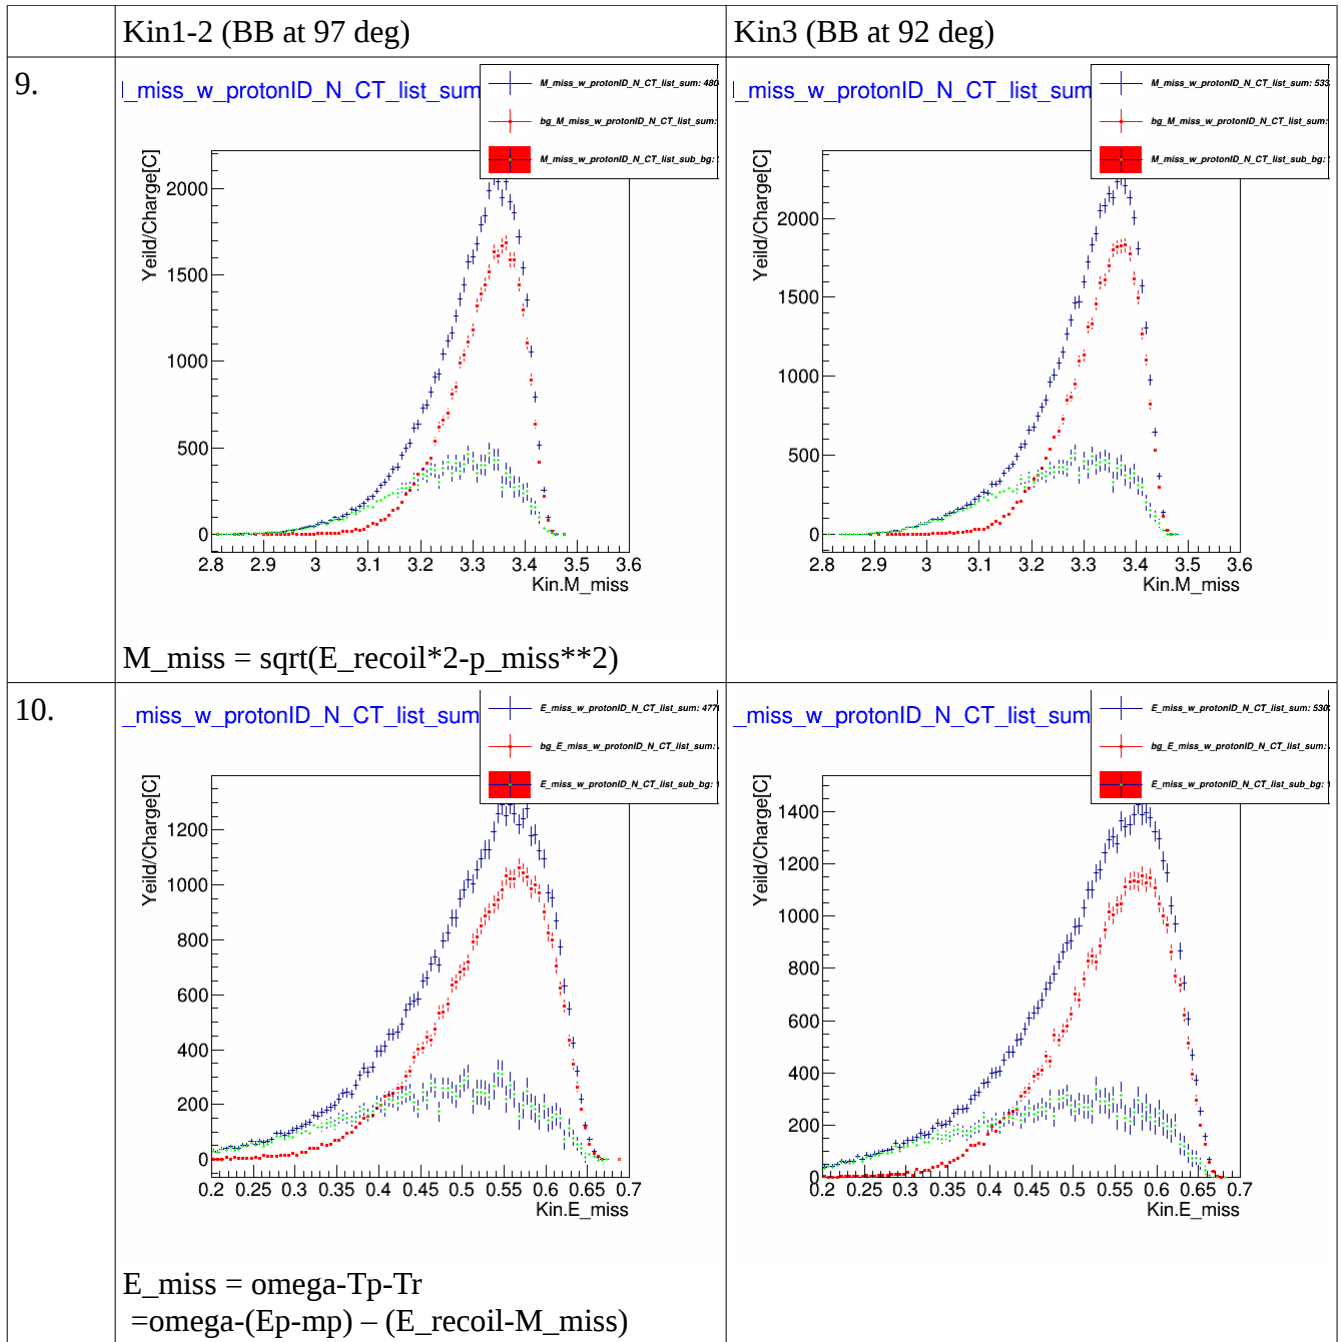 Kin1-2 (BB at 97 deg)
Kin3 (BB at 92 deg)
9.
_miss_w_protonID_N_CT_list_sum
M_miss_w_protonID_N_CT_list_sum: 480
bg_M_miss_w_protonID_N_CT_list_sum:
M_miss_w_protonID_N_CT_list_sub_bg:
Yeild/Charge[C]
2000
1500
1000
500
0
2.8 2.9 3 3.1 3.2 3.3 3.4 3.5 3.6
Kin.M_miss
_miss_w_protonID_N_CT_list_sum
M_miss_w_protonID_N_CT_list_sum: 533
bg_M_miss_w_protonID_N_CT_list_sum:
M_miss_w_protonID_N_CT_list_sub_bg:
Yeild/Charge[C]
2000
1500
1000
500
0
2.8 2.9 3 3.1 3.2 3.3 3.4 3.5 3.6
Kin.M_miss
M_miss = sqrt(E_recoil*2-p_miss**2)
10.
_miss_w_protonID_N_CT_list_sum
E_miss_w_protonID_N_CT_list_sum: 477
bg_E_miss_w_protonID_N_CT_list_sum:
E_miss_w_protonID_N_CT_list_sub_bg: 1
Yeild/Charge[C]
1200
1000
800
600
400
200
0
0.2 0.25 0.3 0.35 0.4 0.45 0.5 0.55 0.6 0.65 0.7
Kin.E_miss
_miss_w_protonID_N_CT_list_sum
E_miss_w_protonID_N_CT_list_sum: 530
bg_E_miss_w_protonID_N_CT_list_sum:
E_miss_w_protonID_N_CT_list_sub_bg: 1
Yeild/Charge[C]
1400
1200
1000
800
600
400
200
0
0.2 0.25 0.3 0.35 0.4 0.45 0.5 0.55 0.6 0.65 0.7
Kin.E_miss
E_miss = omega-Tp-Tr
=omega-(Ep-mp) – (E_recoil-M_miss)